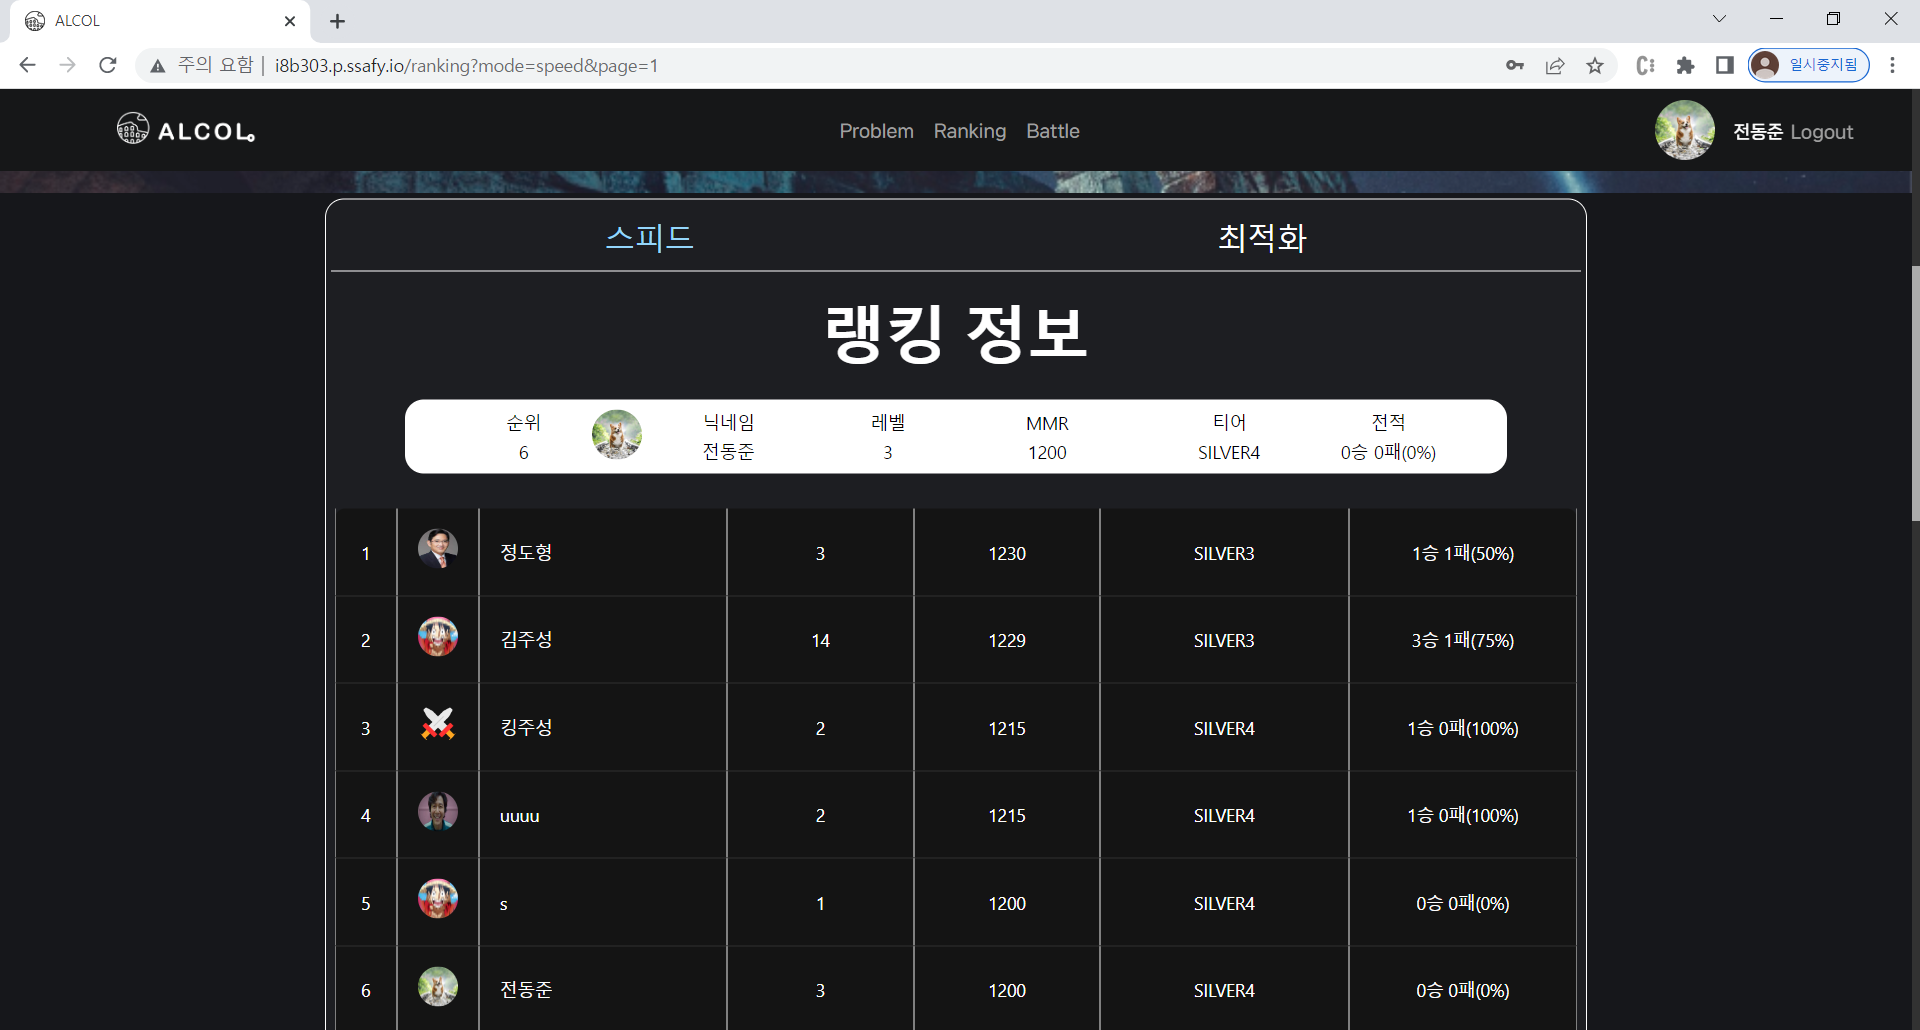 ALCOL
주의 요함 | i8b303.p.ssafy.io/ranking?mode=speed&page=1
일시중지됨
ALCOL
Problem Ranking Battle
전동준 Logout
스피드 최적화
랭킹 정보
순위 닉네임 레벨 MMR 티어 전적
6 전동준 3 1200 SILVER4 0승 0패(0%)
1 정도형 3 1230 SILVER3 1승 1패(50%)
2 김주성 14 1229 SILVER3 3승 1패(75%)
3 킹주성 2 1215 SILVER4 1승 0패(100%)
4 uuuu 2 1215 SILVER4 1승 0패(100%)
5 s 1 1200 SILVER4 0승 0패(0%)
6 전동준 3 1200 SILVER4 0승 0패(0%)